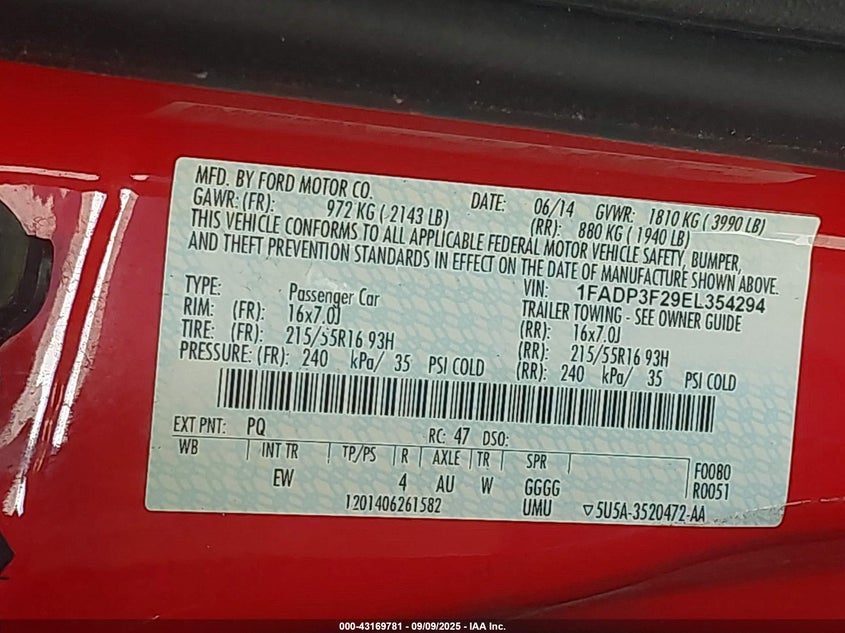 MFD. BY FORD MOTOR CO. DATE: 06/14 GVWR: 1810 KG ( 3990 LB)
GAWR: (FR): 972 KG ( 2143 LB) (RR): 880 KG ( 1940 LB)
THIS VEHICLE CONFORMS TO ALL APPLICABLE FEDERAL MOTOR VEHICLE SAFETY, BUMPER,
AND THEFT PREVENTION STANDARDS IN EFFECT ON THE DATE OF MANUFACTURE SHOWN ABOVE.
VIN: 1FADP3F29EL354294
TYPE: Passenger Car TRAILER TOWING - SEE OWNER GUIDE
RIM: (FR): 16x7.0J (RR): 16x7.0J
TIRE: (FR): 215/55R16 93H (RR): 215/55R16 93H
PRESSURE: (FR): 240 kPa/ 35 PSI COLD (RR): 240 kPa/ 35 PSI COLD
EXT PNT: PQ RC: 47 DSO:
WB INT TR TP/PS R AXLE TR SPR F0080
EW 4 AU W GGGG R0051
1201406261582 UMU ▽5U5A-3520472-AA
000-43169781 / 09/09/2025 - IAA Inc.